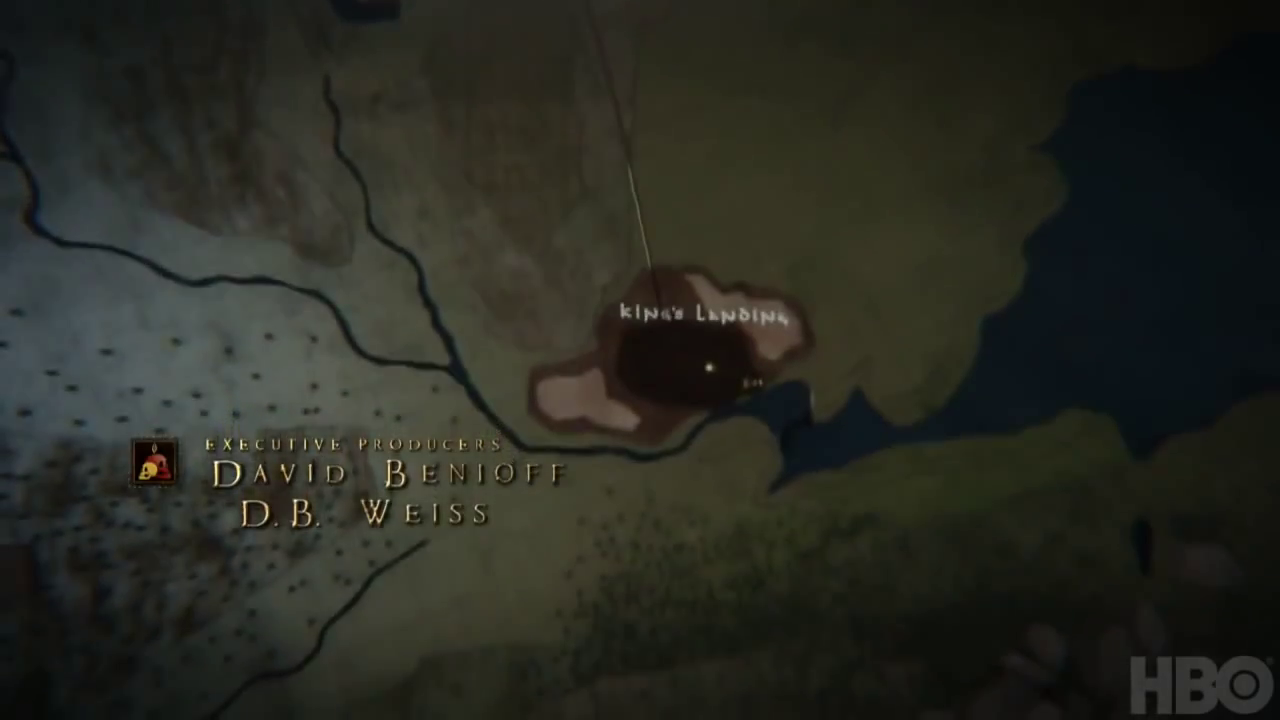 King's Landing
EXECUTIVE PRODUCERS
DAVID BENIOFF
D.B. WEISS
HBO